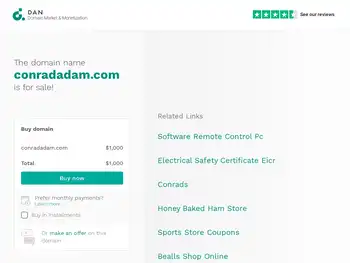 DAN
Domain Market & Monetization
See our reviews
The domain name
conradadam.com
is for sale!
Buy domain
conradadam.com $1,000
Total $1,000
Buy now
Prefer monthly payments?
Learn more
Buy in installments
Or make an offer on this
domain
Related Links
Software Remote Control Pc
Electrical Safety Certificate Eicr
Conrads
Honey Baked Ham Store
Sports Store Coupons
Bealls Shop Online